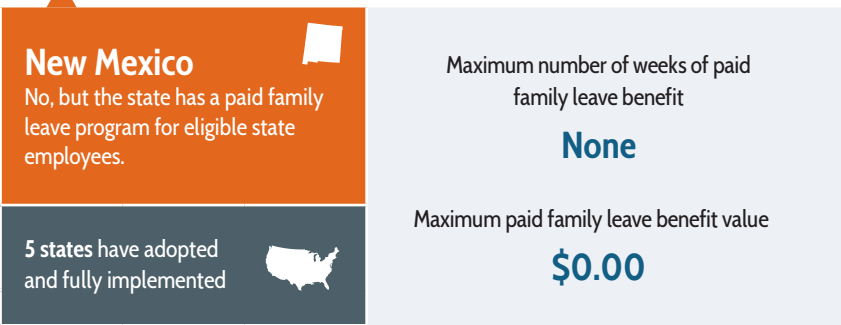 New Mexico
No, but the state has a paid family
leave program for eligible state
employees.
5 states have adopted
and fully implemented
Maximum number of weeks of paid
family leave benefit
None
Maximum paid family leave benefit value
$0.00